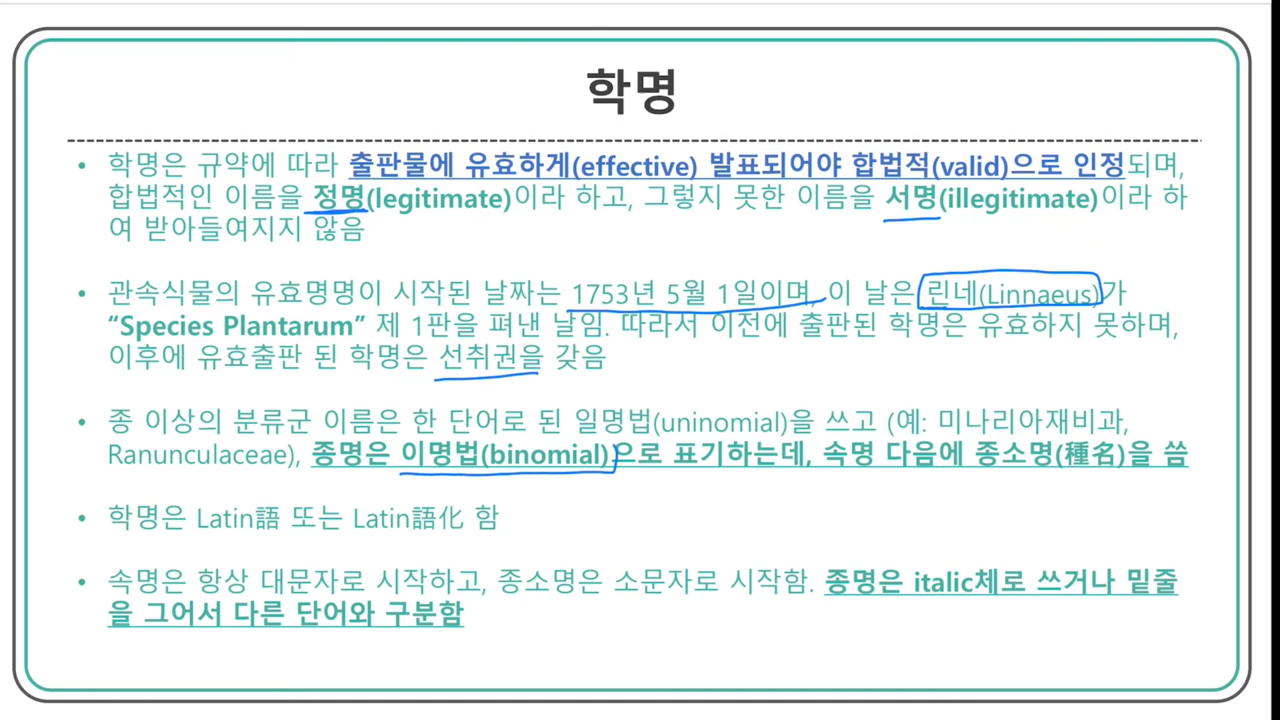 학명
• 학명은 규약에 따라 출판물에 유효하게(effective) 발표되어야 합법적(valid)으로 인정되며,
합법적인 이름을 정명(legitimate)이라 하고, 그렇지 못한 이름을 서명(illegitimate)이라 하
여 받아들여지지 않음
• 관속식물의 유효명명이 시작된 날짜는 1753년 5월 1일이며, 이 날은 린네(Linnaeus)가
“Species Plantarum” 제 1판을 펴낸 날임. 따라서 이전에 출판된 학명은 유효하지 못하며,
이후에 유효출판 된 학명은 선취권을 갖음
• 종 이상의 분류군 이름은 한 단어로 된 일명법(uninomial)을 쓰고 (예: 미나리아재비과,
Ranunculaceae), 종명은 이명법(binomial)으로 표기하는데, 속명 다음에 종소명(種名)을 씀
• 학명은 Latin語 또는 Latin語化 함
• 속명은 항상 대문자로 시작하고, 종소명은 소문자로 시작함. 종명은 italic체로 쓰거나 밑줄
을 그어서 다른 단어와 구분함